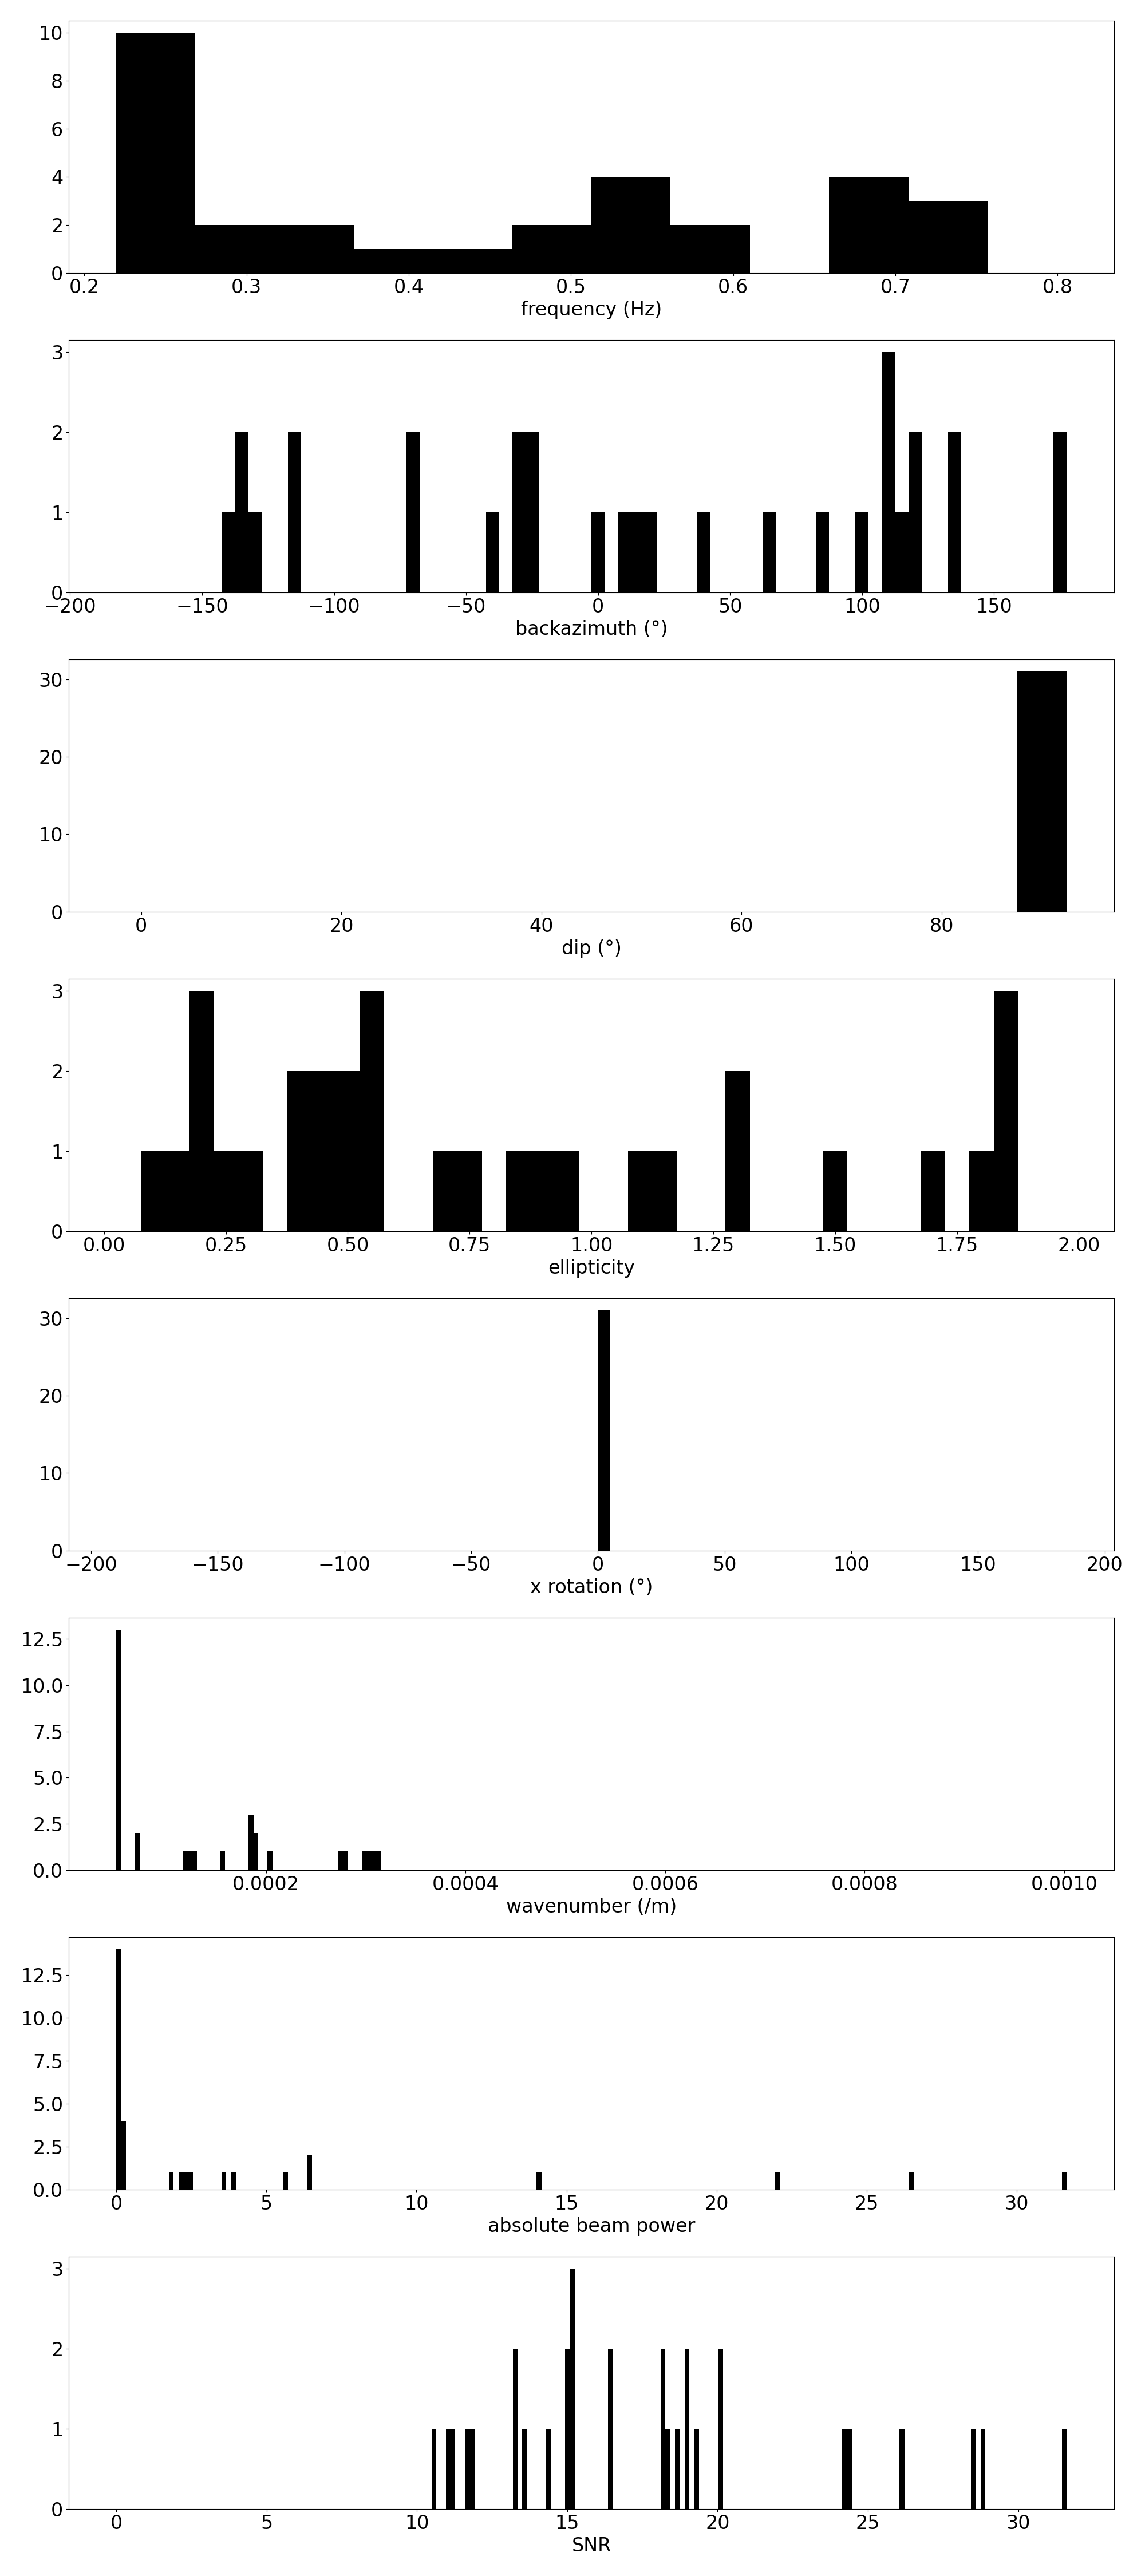 10
8
6
4
2
0
0.2 0.3 0.4 0.5 0.6 0.7 0.8
frequency (Hz)
3
2
1
0
−200 −150 −100 −50 0 50 100 150
backazimuth (°)
30
20
10
0
0 20 40 60 80
dip (°)
3
2
1
0
0.00 0.25 0.50 0.75 1.00 1.25 1.50 1.75 2.00
ellipticity
30
20
10
0
−200 −150 −100 −50 0 50 100 150 200
x rotation (°)
12.5
10.0
7.5
5.0
2.5
0.0
0.0002 0.0004 0.0006 0.0008 0.0010
wavenumber (/m)
12.5
10.0
7.5
5.0
2.5
0.0
0 5 10 15 20 25 30
absolute beam power
3
2
1
0
0 5 10 15 20 25 30
SNR